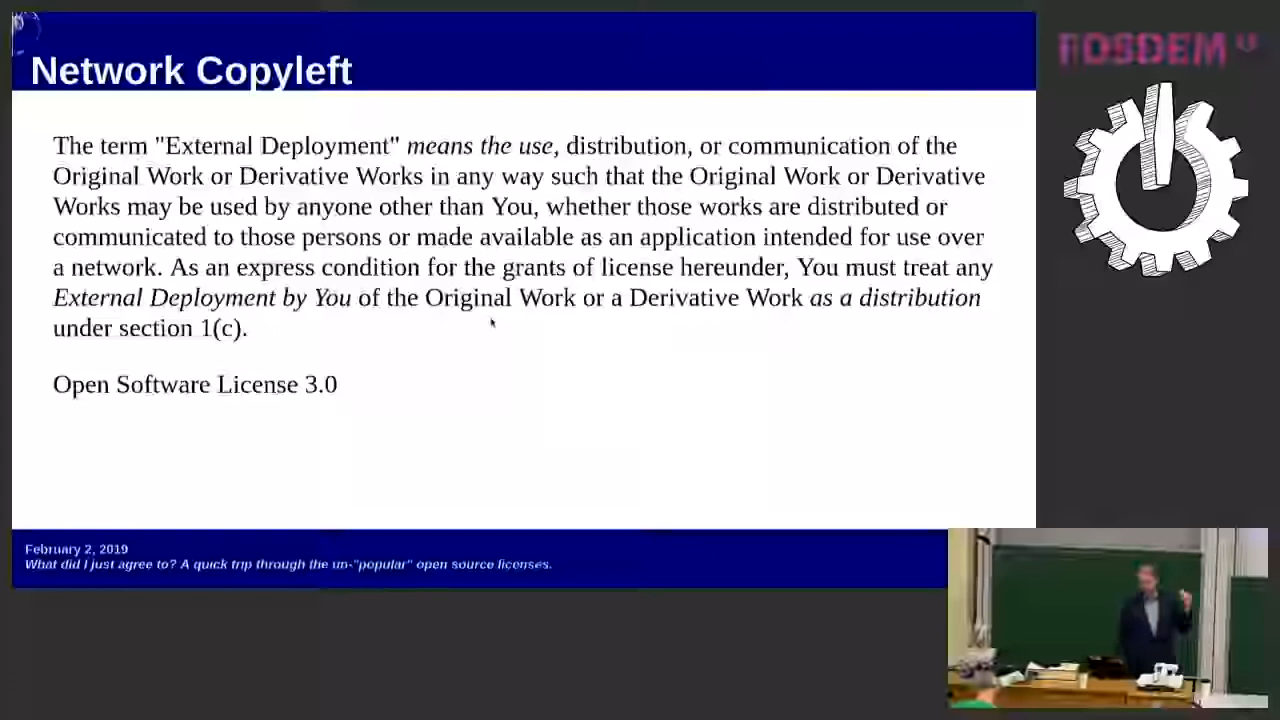 Network Copyleft
FOSDEM
The term "External Deployment" means the use, distribution, or communication of the
Original Work or Derivative Works in any way such that the Original Work or Derivative
Works may be used by anyone other than You, whether those works are distributed or
communicated to those persons or made available as an application intended for use over
a network. As an express condition for the grants of license hereunder, You must treat any
External Deployment by You of the Original Work or a Derivative Work as a distribution
under section 1(c).
Open Software License 3.0
February 2, 2019
What did I just agree to? A quick trip through the un-"popular" open source licenses.